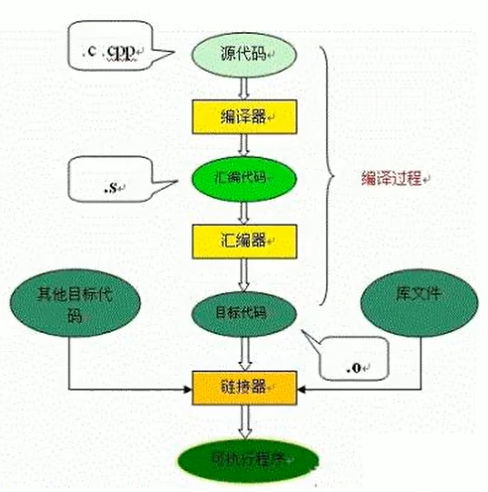 .c .cpp
源代码
编译器
汇编代码
.s
编译过程
汇编器
其他目标代
码
目标代码
库文件
.o
链接器
可执行程序